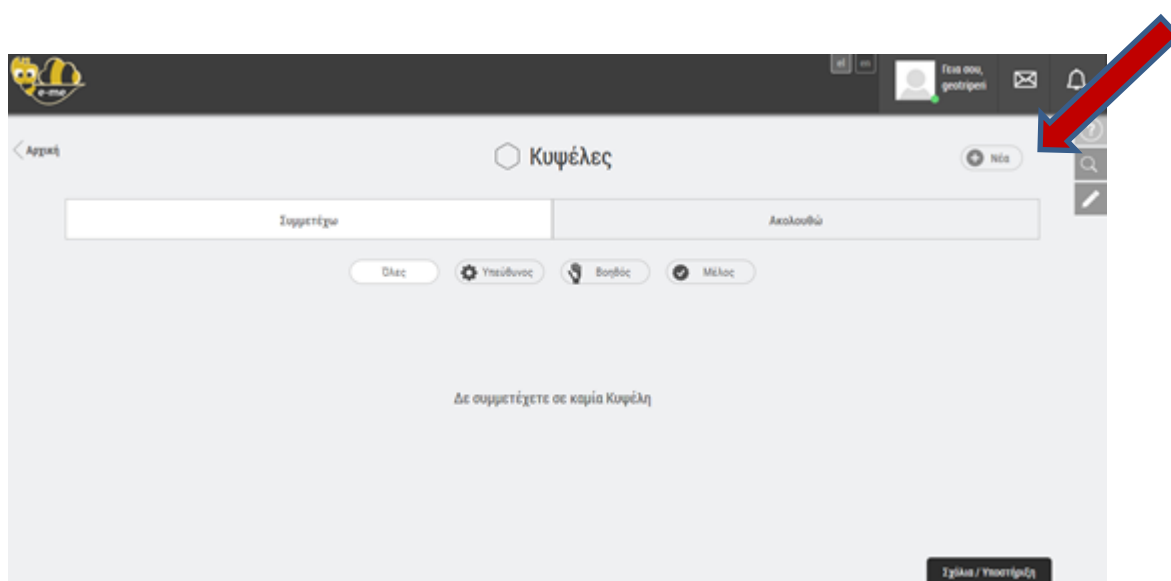 e-me
el en
Γεια σου,
geotriperi
Αρχική
Κυψέλες
Νέα
Συμμετέχω
Ακολουθώ
Όλες
Υπεύθυνος
Βοηθός
Μέλος
Δε συμμετέχετε σε καμία Κυψέλη
Σχόλια / Υποστήριξη